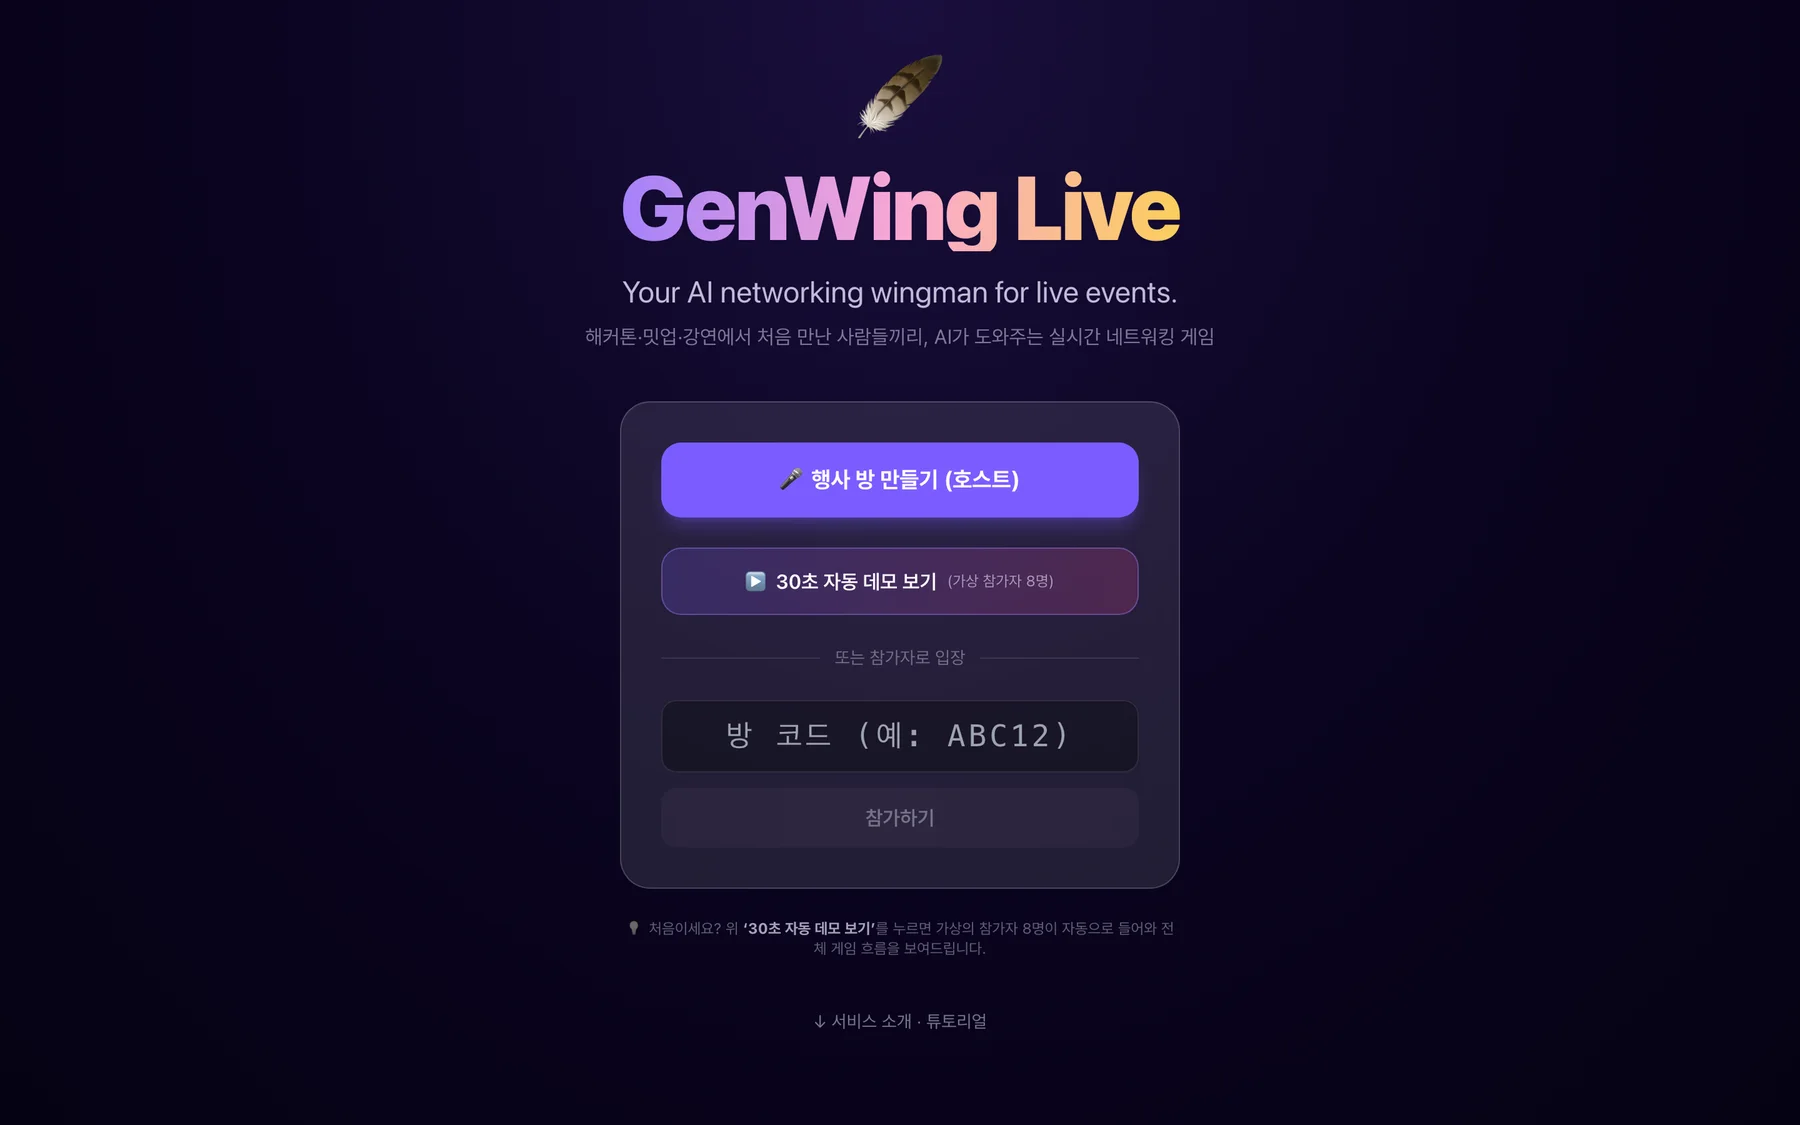 GenWing Live
Your AI networking wingman for live events.
해커톤·밋업·강연에서 처음 만난 사람들끼리, AI가 도와주는 실시간 네트워킹 게임
🎤 행사 방 만들기 (호스트)
▶️ 30초 자동 데모 보기 (가상 참가자 8명)
또는 참가자로 입장
방 코드 (예: ABC12)
참가하기
💡 처음이세요? 위 ‘30초 자동 데모 보기’를 누르면 가상의 참가자 8명이 자동으로 들어와 전
체 게임 흐름을 보여드립니다.
↓ 서비스 소개 · 튜토리얼